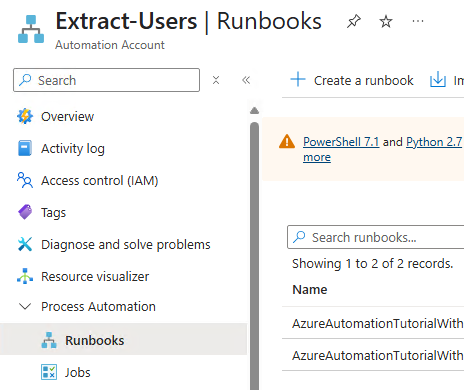 Extract-Users | Runbooks
Automation Account
Search
Create a runbook
Overview
Activity log
Access control (IAM)
Tags
Diagnose and solve problems
Resource visualizer
Process Automation
Runbooks
Jobs
PowerShell 7.1 and Python 2.7
more
Search runbooks...
Showing 1 to 2 of 2 records.
Name
AzureAutomationTutorialWith
AzureAutomationTutorialWith